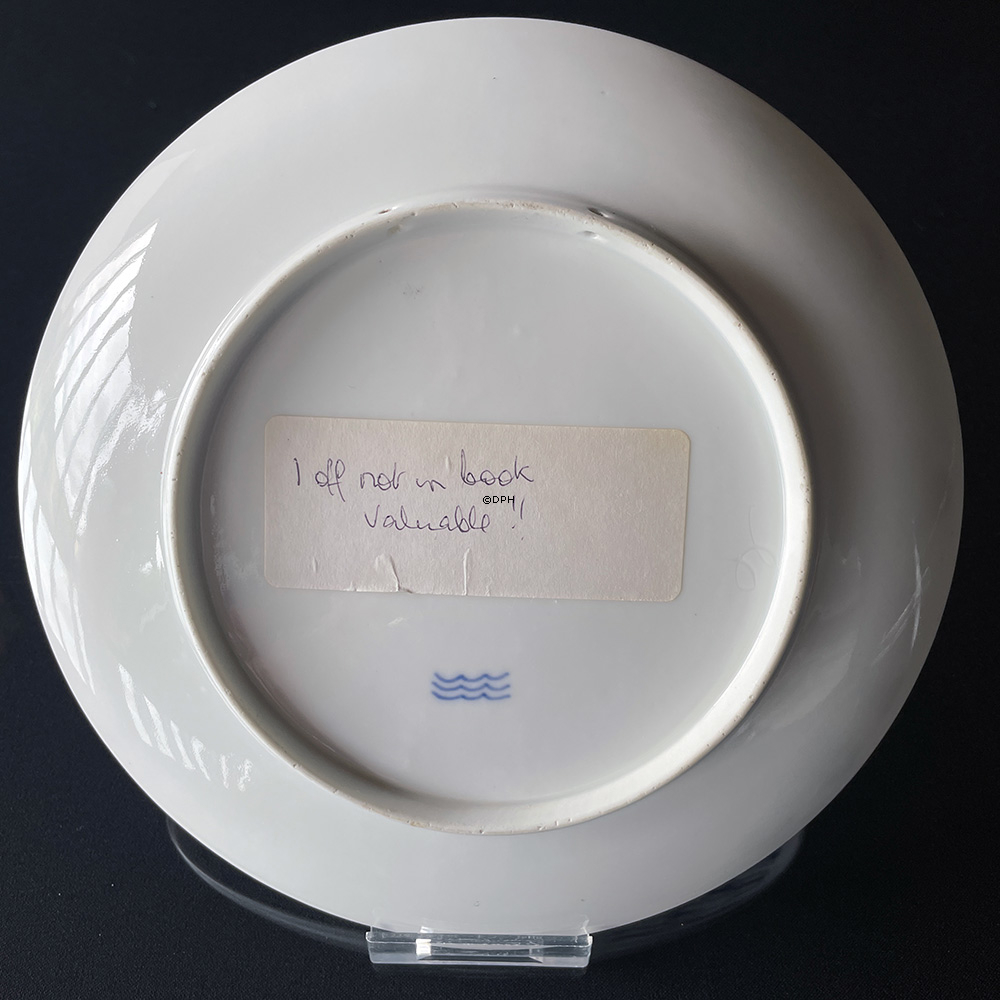 1 off not in book
©DPH
valuable !!